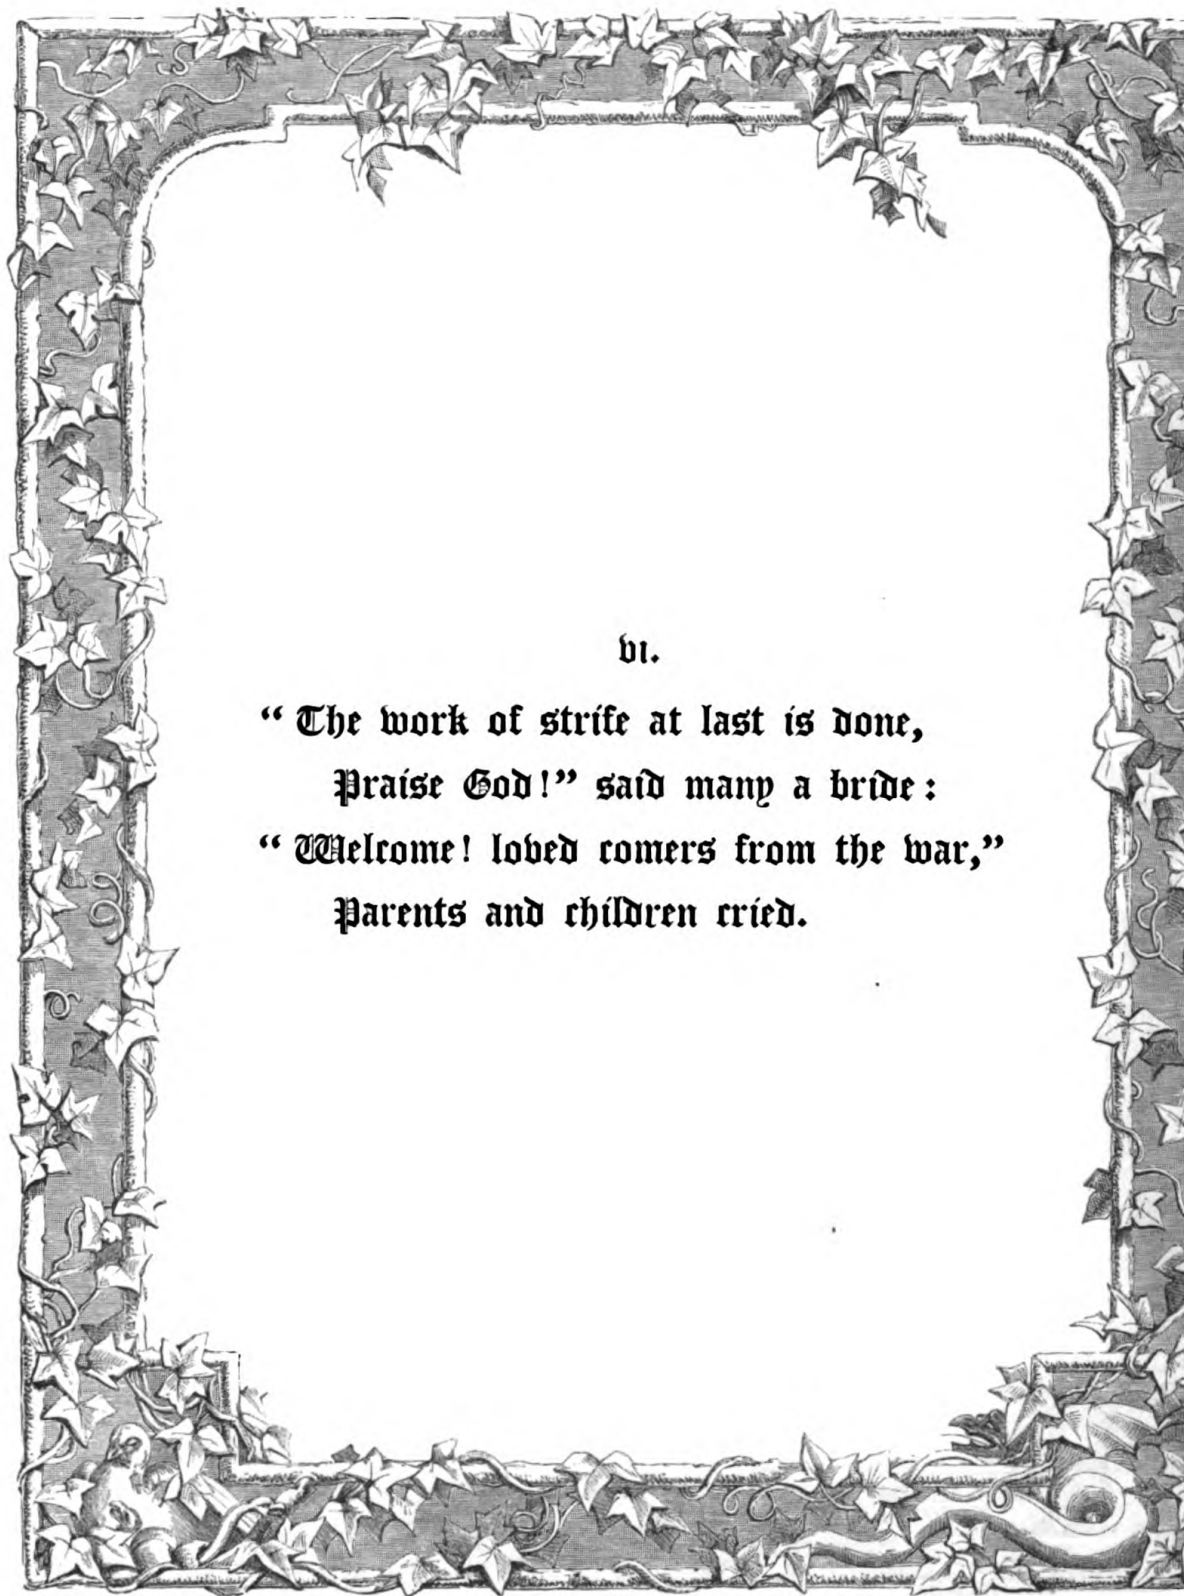 VI.
“ The work of strife at last is done,
Praise God!” said many a bride:
“ Welcome! loved comers from the war,”
Parents and children cried.